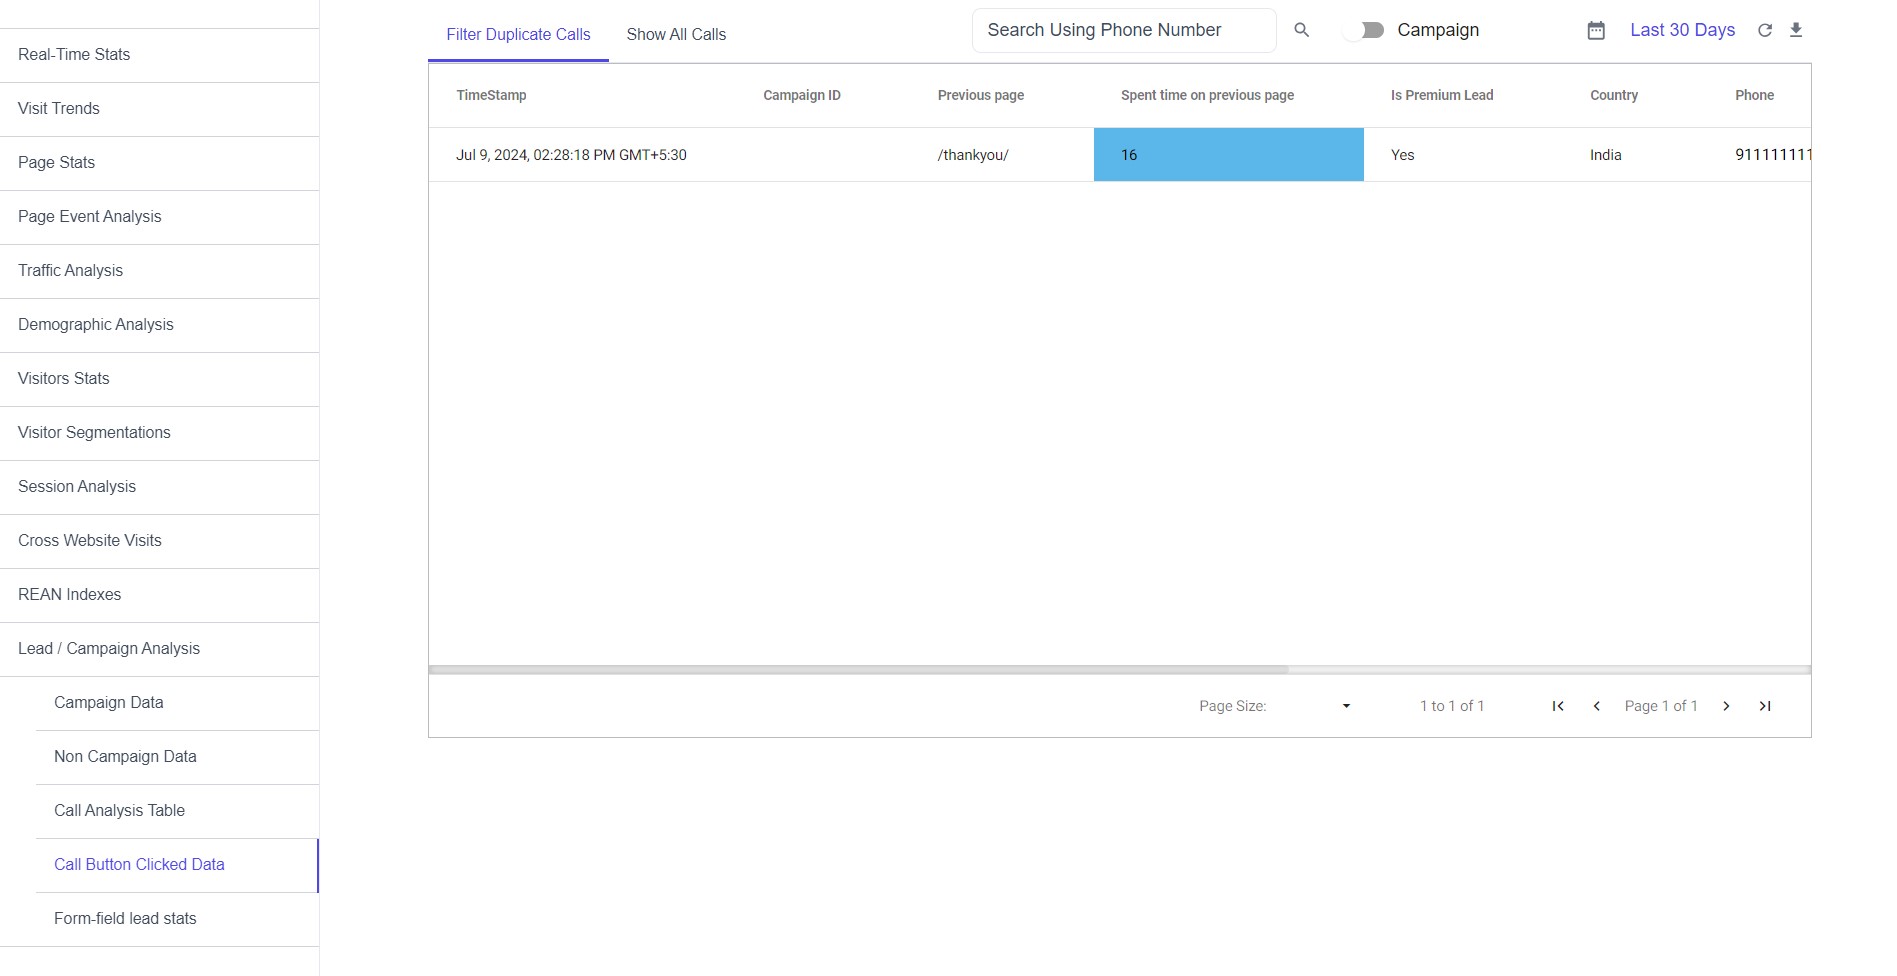 Real-Time Stats
Visit Trends
Page Stats
Page Event Analysis
Traffic Analysis
Demographic Analysis
Visitors Stats
Visitor Segmentations
Session Analysis
Cross Website Visits
REAN Indexes
Lead / Campaign Analysis
Campaign Data
Non Campaign Data
Call Analysis Table
Call Button Clicked Data
Form-field lead stats
Filter Duplicate Calls Show All Calls Search Using Phone Number Campaign Last 30 Days
TimeStamp Campaign ID Previous page Spent time on previous page Is Premium Lead Country Phone
Jul 9, 2024, 02:28:18 PM GMT+5:30 /thankyou/ 16 Yes India 911111111
Page Size: 1 to 1 of 1 Page 1 of 1